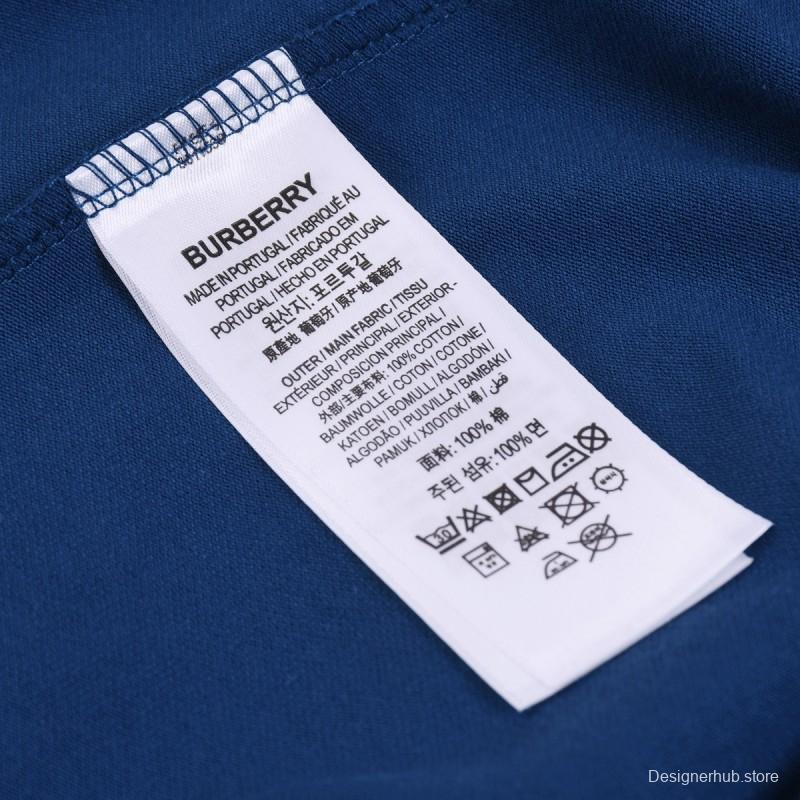 BURBERRY
MADE IN PORTUGAL / FABRIQUÉ AU
PORTUGAL / FABRICADO EM
PORTUGAL / HECHO EN PORTUGAL
원산지: 포르투갈
原產地 葡萄牙 / 原产地 葡萄牙
OUTER / MAIN FABRIC / TISSU
EXTÉRIEUR / PRINCIPAL / EXTERIOR-
COMPOSICION PRINCIPAL /
外部/主要布料: 100% COTTON /
BAUMWOLLE / COTON / COTONE /
KATOEN / BOMULL / ALGODON /
ALGODÃO / PUUVILLA / BAMBAKI /
PAMUK / ХЛОПОК / 棉 / قطن
面料: 100% 棉
주된 섬유: 100% 면
30
Designerhub.store